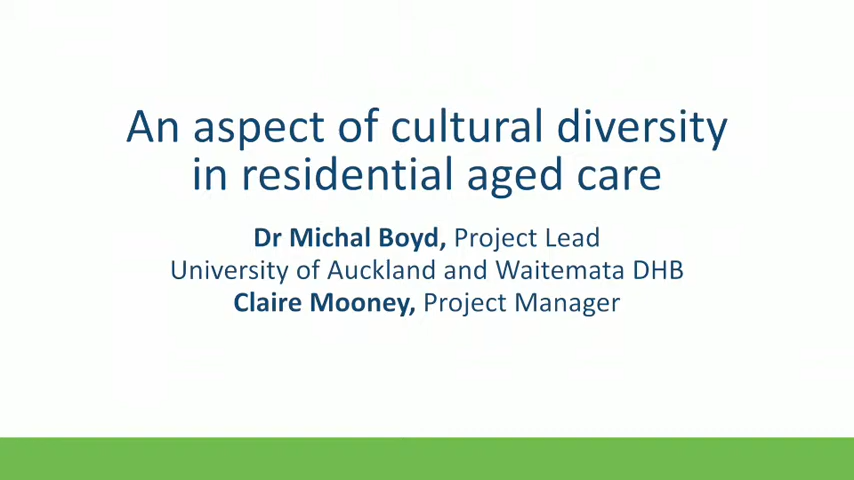 An aspect of cultural diversity
in residential aged care
Dr Michal Boyd, Project Lead
University of Auckland and Waitemata DHB
Claire Mooney, Project Manager